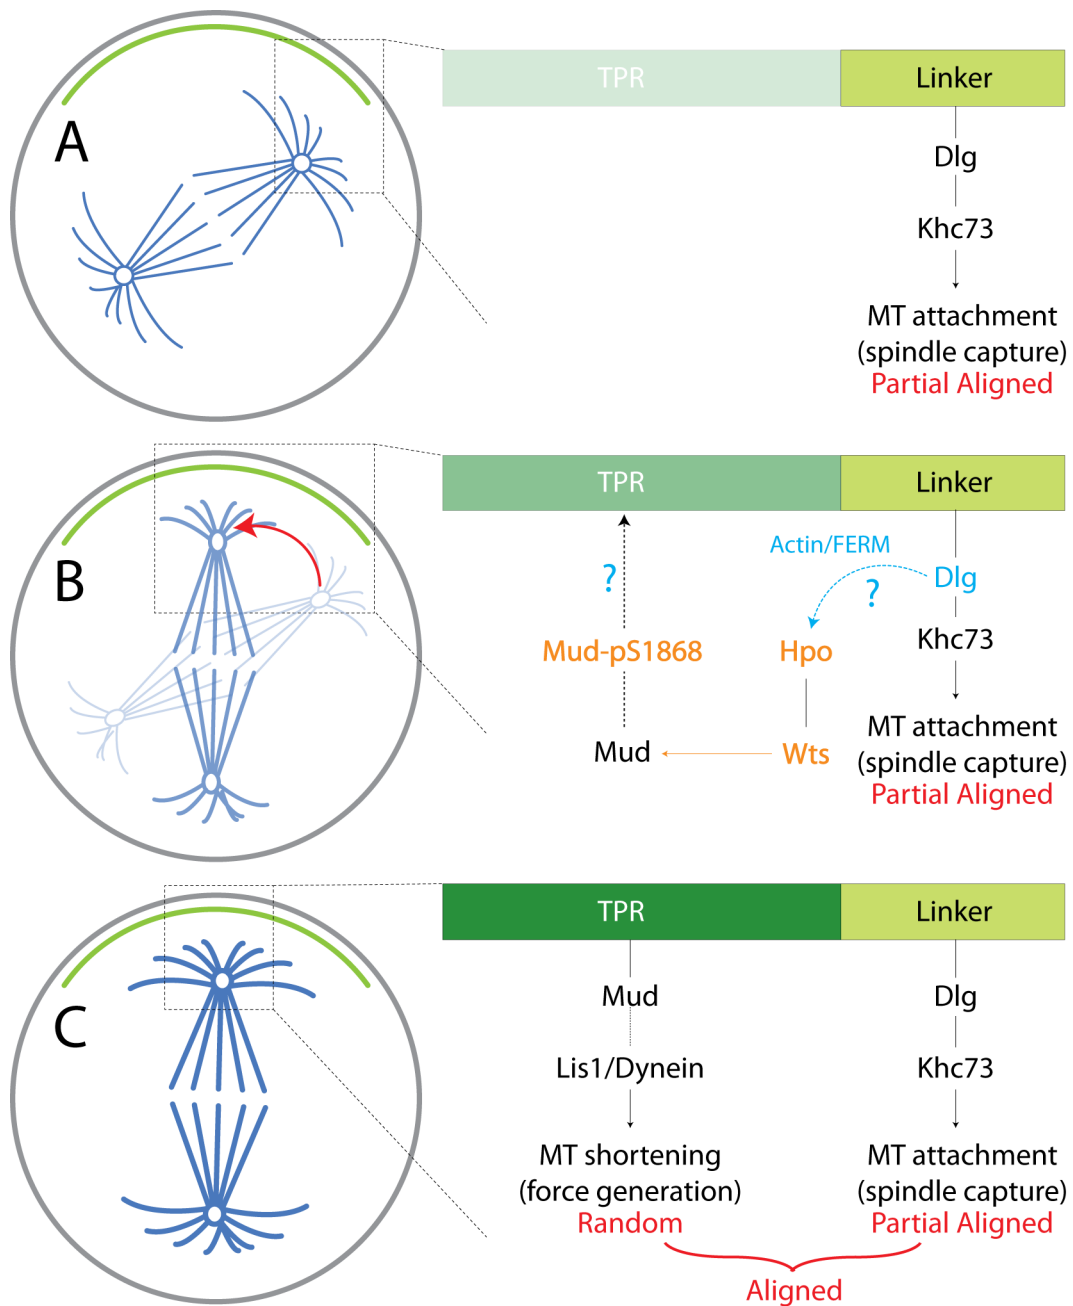 A
TPR
Linker
Dlg
Khc73
MT attachment
(spindle capture)
Partial Aligned
B
TPR
Linker
Actin/FERM
?
?
Dlg
Mud-pS1868
Hpo
Khc73
Mud
Wts
MT attachment
(spindle capture)
Partial Aligned
C
TPR
Linker
Mud
Dlg
Lis1/Dynein
Khc73
MT shortening
(force generation)
Random
MT attachment
(spindle capture)
Partial Aligned
Aligned